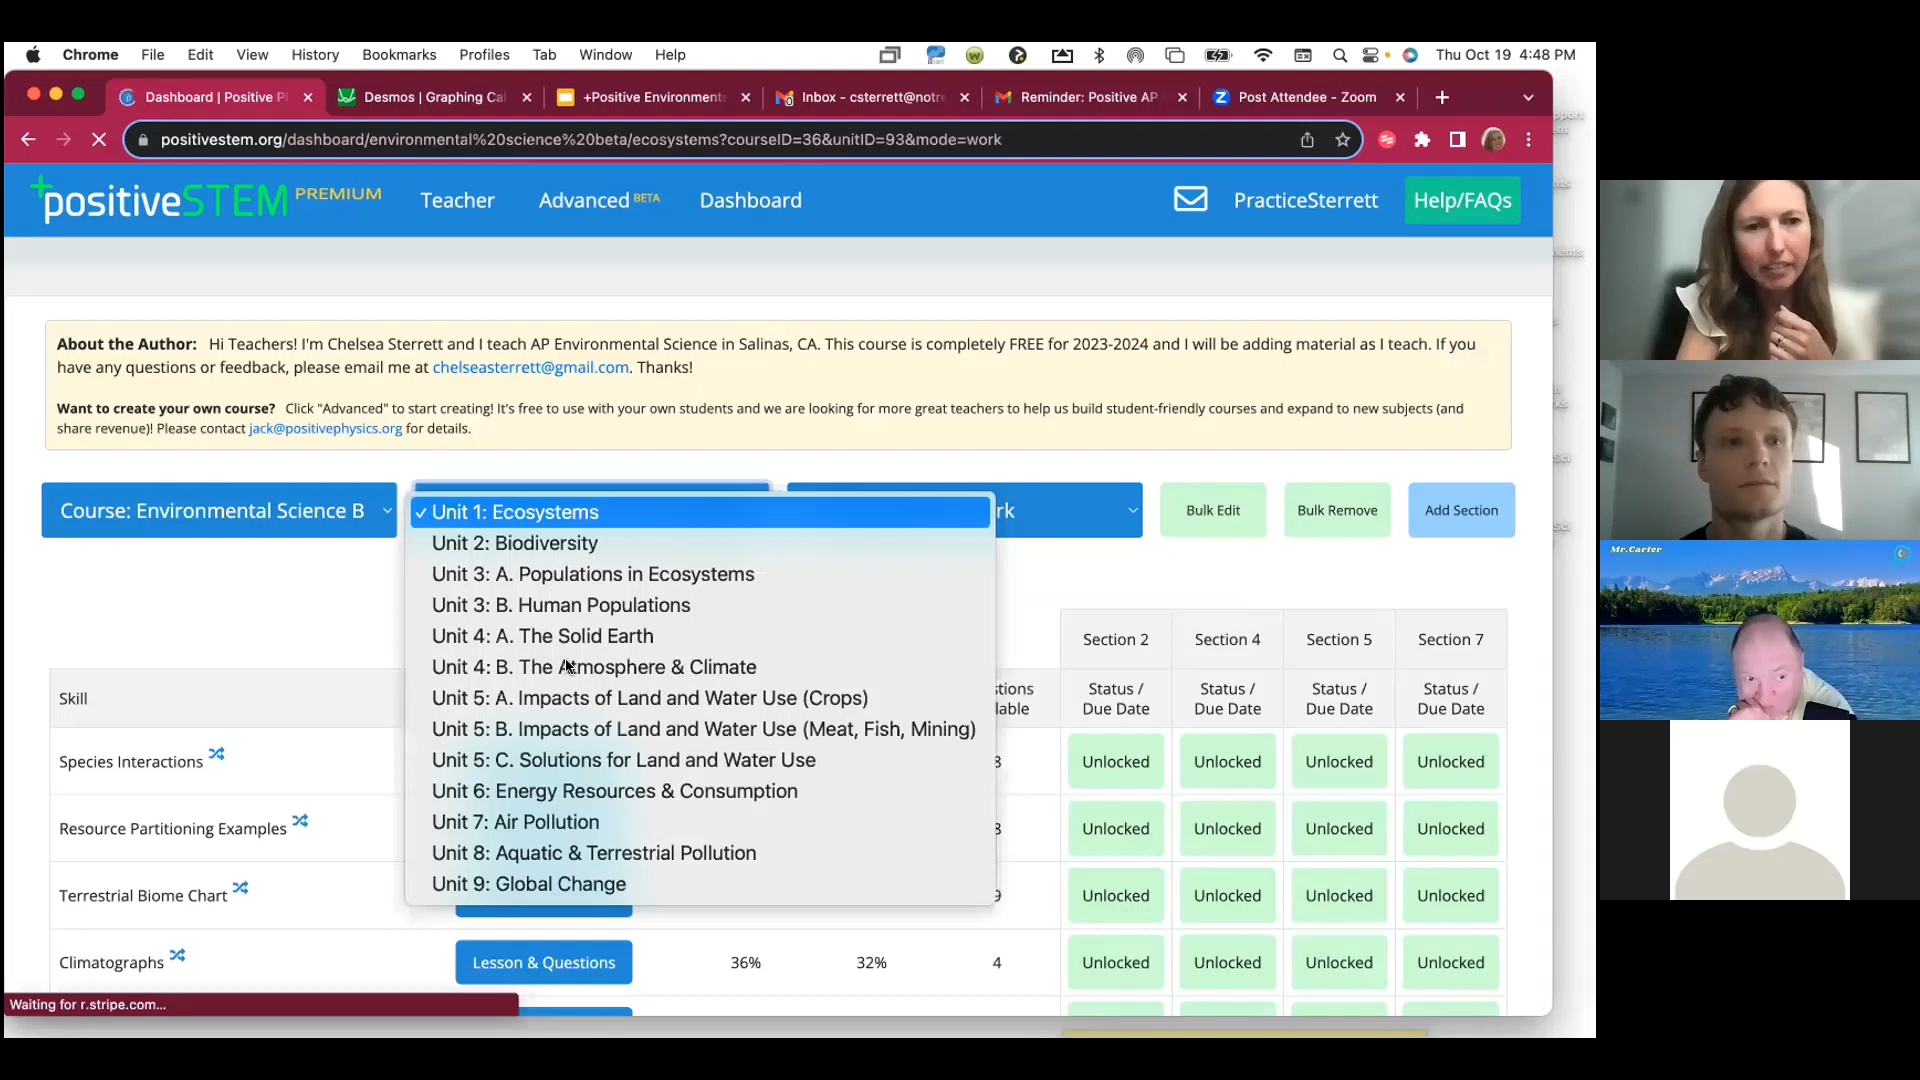 Chrome File Edit View History Bookmarks Profiles Tab Window Help Thu Oct 19 4:48 PM
Dashboard | Positive P Desmos | Graphing Ca +Positive Environment Inbox - csterrett@notre Reminder: Positive AP Post Attendee - Zoom
positivestem.org/dashboard/environmental%20science%20beta/ecosystems?courseID=36&unitID=93&mode=work
+positiveSTEM PREMIUM Teacher Advanced BETA Dashboard PracticeSterrett Help/FAQs
About the Author: Hi Teachers! I'm Chelsea Sterrett and I teach AP Environmental Science in Salinas, CA. This course is completely FREE for 2023-2024 and I will be adding material as I teach. If you
have any questions or feedback, please email me at chelseasterrett@gmail.com. Thanks!
Want to create your own course? Click "Advanced" to start creating! It's free to use with your own students and we are looking for more great teachers to help us build student-friendly courses and expand to new subjects (and
share revenue)! Please contact jack@positivephysics.org for details.
Course: Environmental Science B
✓ Unit 1: Ecosystems
Unit 2: Biodiversity
Unit 3: A. Populations in Ecosystems
Unit 3: B. Human Populations
Unit 4: A. The Solid Earth
Unit 4: B. The Atmosphere & Climate
Unit 5: A. Impacts of Land and Water Use (Crops)
Unit 5: B. Impacts of Land and Water Use (Meat, Fish, Mining)
Unit 5: C. Solutions for Land and Water Use
Unit 6: Energy Resources & Consumption
Unit 7: Air Pollution
Unit 8: Aquatic & Terrestrial Pollution
Unit 9: Global Change
rk Bulk Edit Bulk Remove Add Section
Section 2 Section 4 Section 5 Section 7
Skill stions
lable Status /
Due Date Status /
Due Date Status /
Due Date Status /
Due Date
Species Interactions 8 Unlocked Unlocked Unlocked Unlocked
Resource Partitioning Examples 8 Unlocked Unlocked Unlocked Unlocked
Terrestrial Biome Chart 9 Unlocked Unlocked Unlocked Unlocked
Climatographs Lesson & Questions 36% 32% 4 Unlocked Unlocked Unlocked Unlocked
Waiting for r.stripe.com...
Mr.Carter